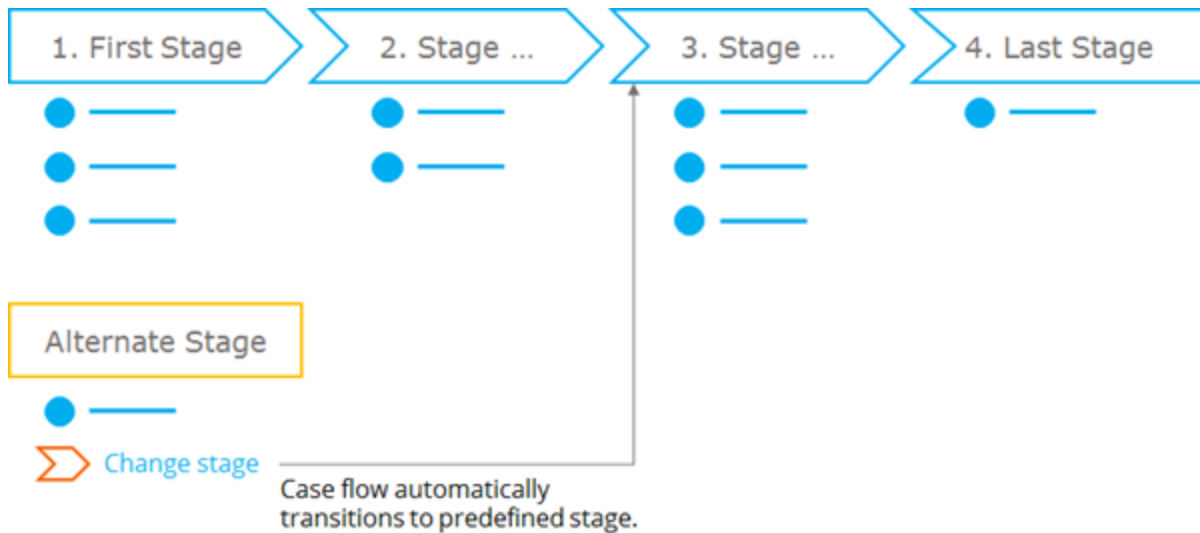 1. First Stage
2. Stage ...
3. Stage ...
4. Last Stage
Alternate Stage
Change stage
Case flow automatically
transitions to predefined stage.